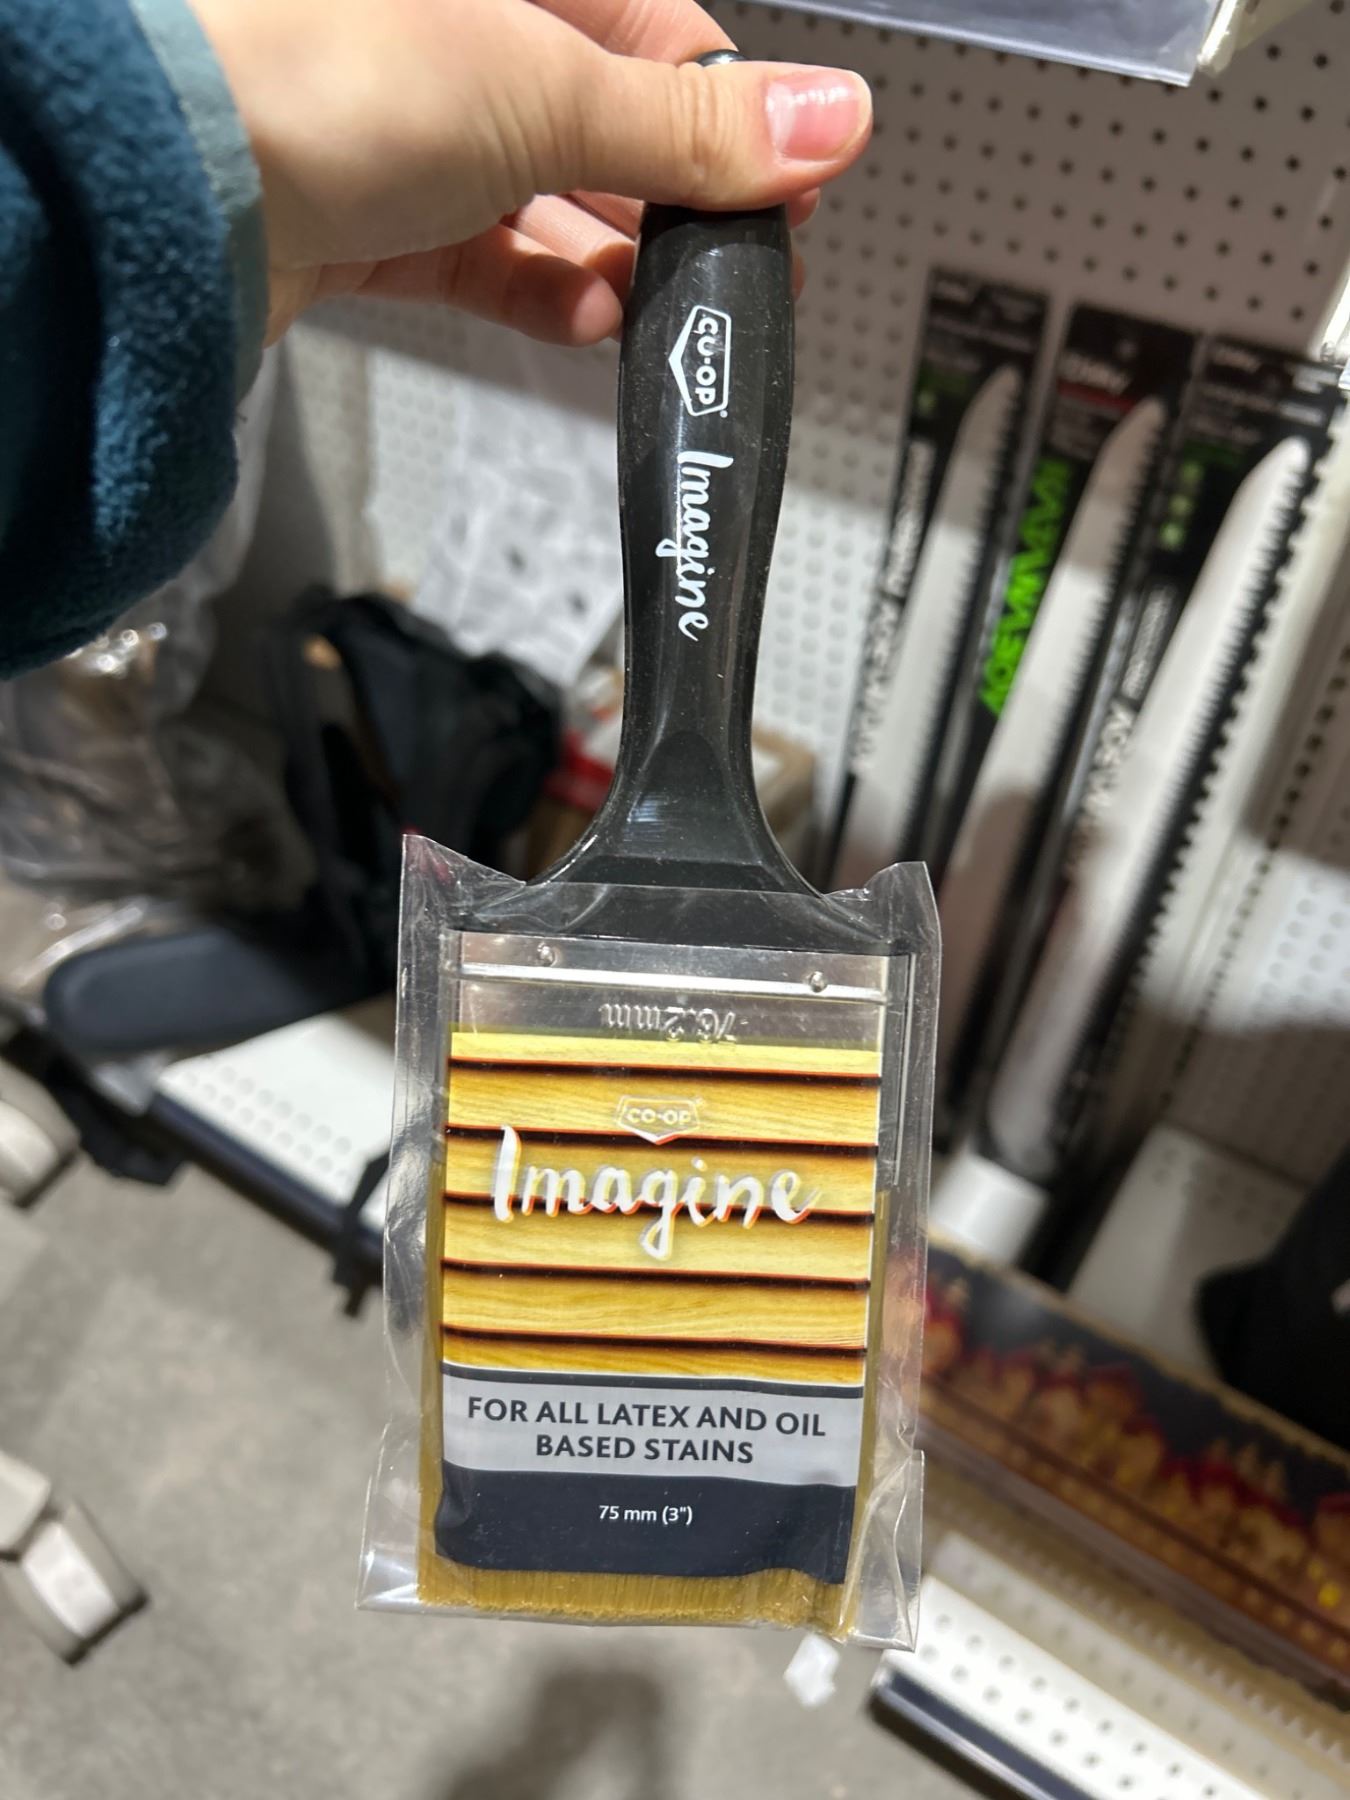 CO-OP
Imagine
76.2mm
CO-OP
Imagine
FOR ALL LATEX AND OIL
BASED STAINS
75 mm (3")